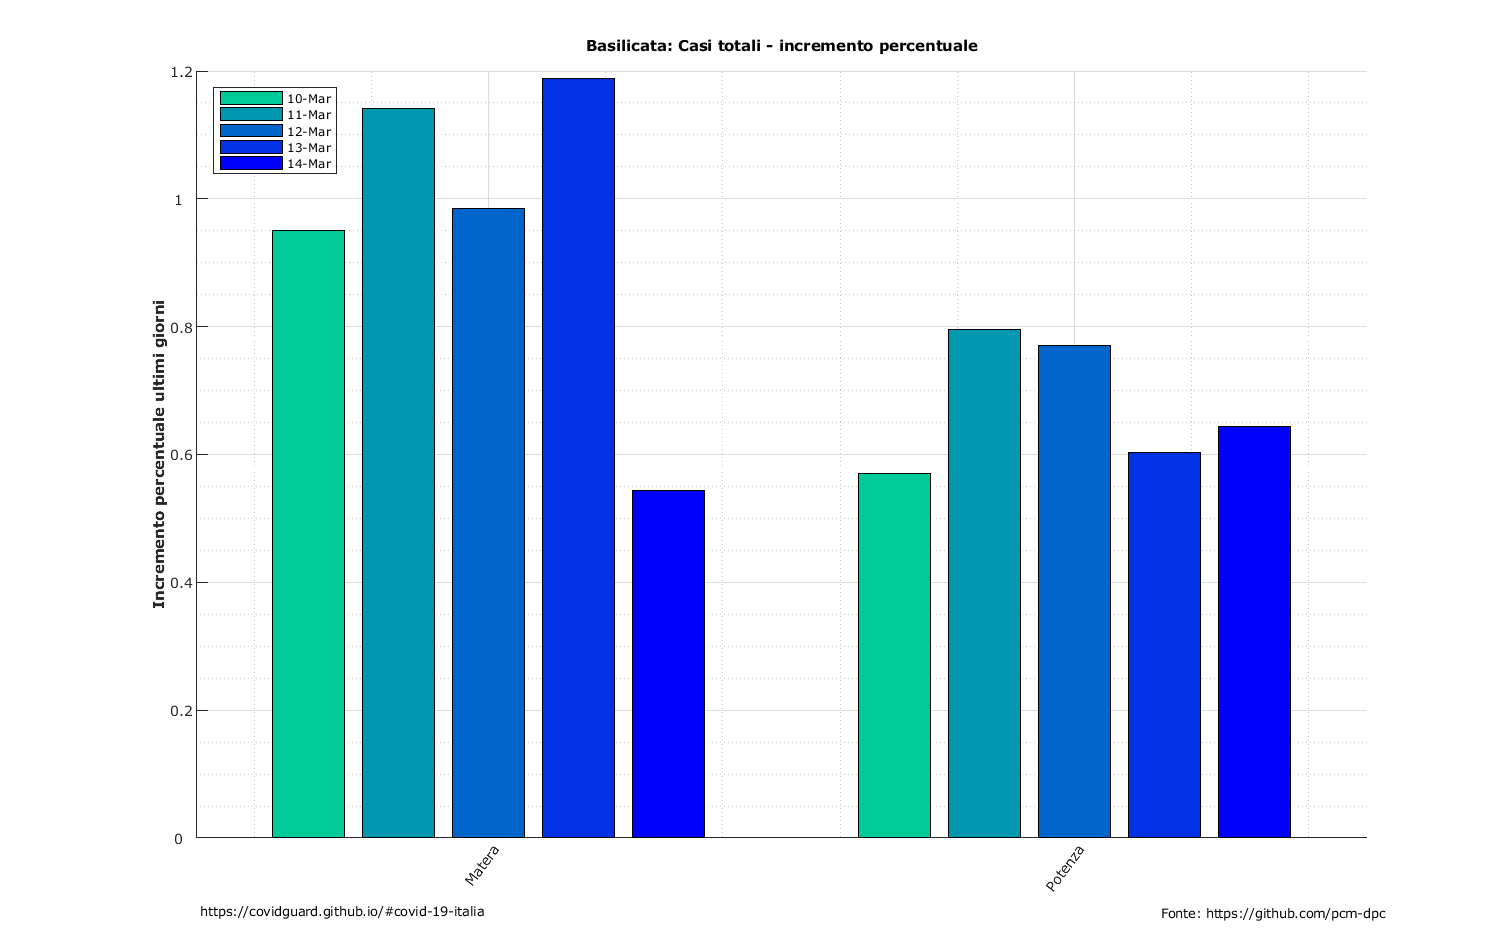 Basilicata: Casi totali - incremento percentuale
1.2
1
0.8
0.6
0.4
0.2
0
Incremento percentuale ultimi giorni
10-Mar
11-Mar
12-Mar
13-Mar
14-Mar
Matera
Potenza
https://covidguard.github.io/#covid-19-italia
Fonte: https://github.com/pcm-dpc